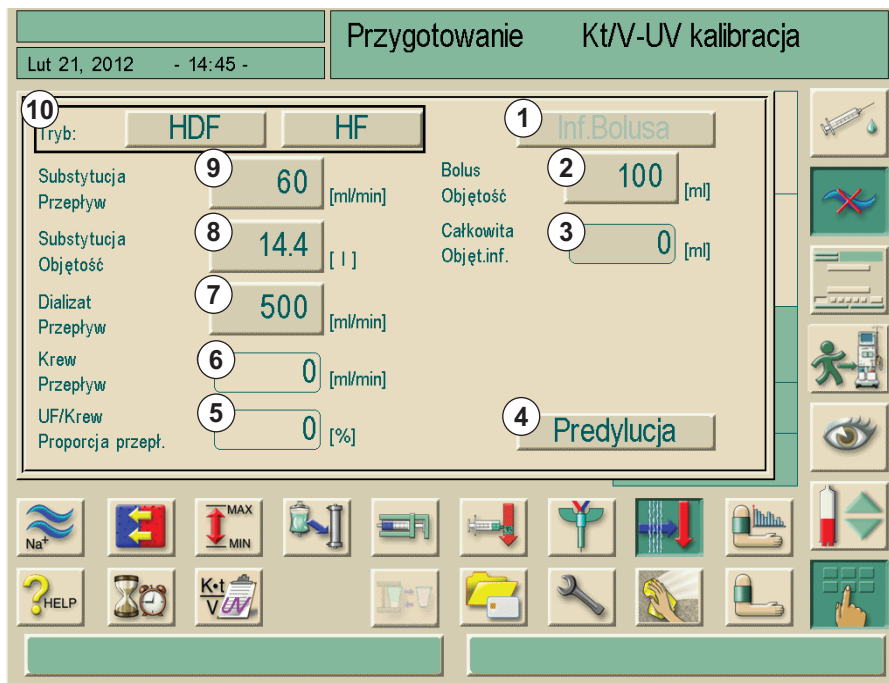 Przygotowanie Kt/V-UV kalibracja
Lut 21, 2012 - 14:45 -
10
Tryb: HDF HF
1 Inf.Bolusa
Substytucja
Przepływ
9 60 [ml/min]
Bolus
Objętość
2 100 [ml]
Substytucja
Objętość
8 14.4 [ l ]
Całkowita
Objęt.inf.
3 0 [ml]
Dializat
Przepływ
7 500 [ml/min]
Krew
Przepływ
6 0 [ml/min]
UF/Krew
Proporcja przepł.
5 0 [%]
4 Predylucja
Na+
MAX
MIN
HELP
K•t
V UV